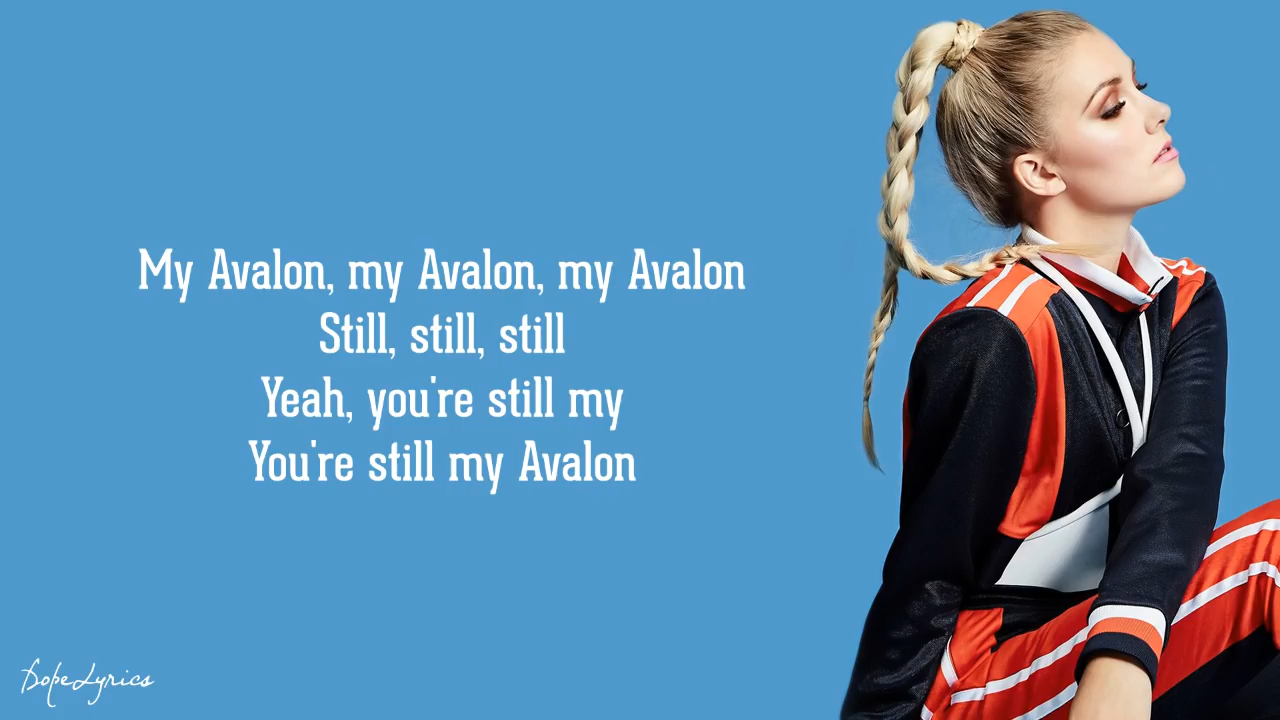 My Avalon, my Avalon, my Avalon
Still, still, still
Yeah, you're still my
You're still my Avalon
DopeLyrics